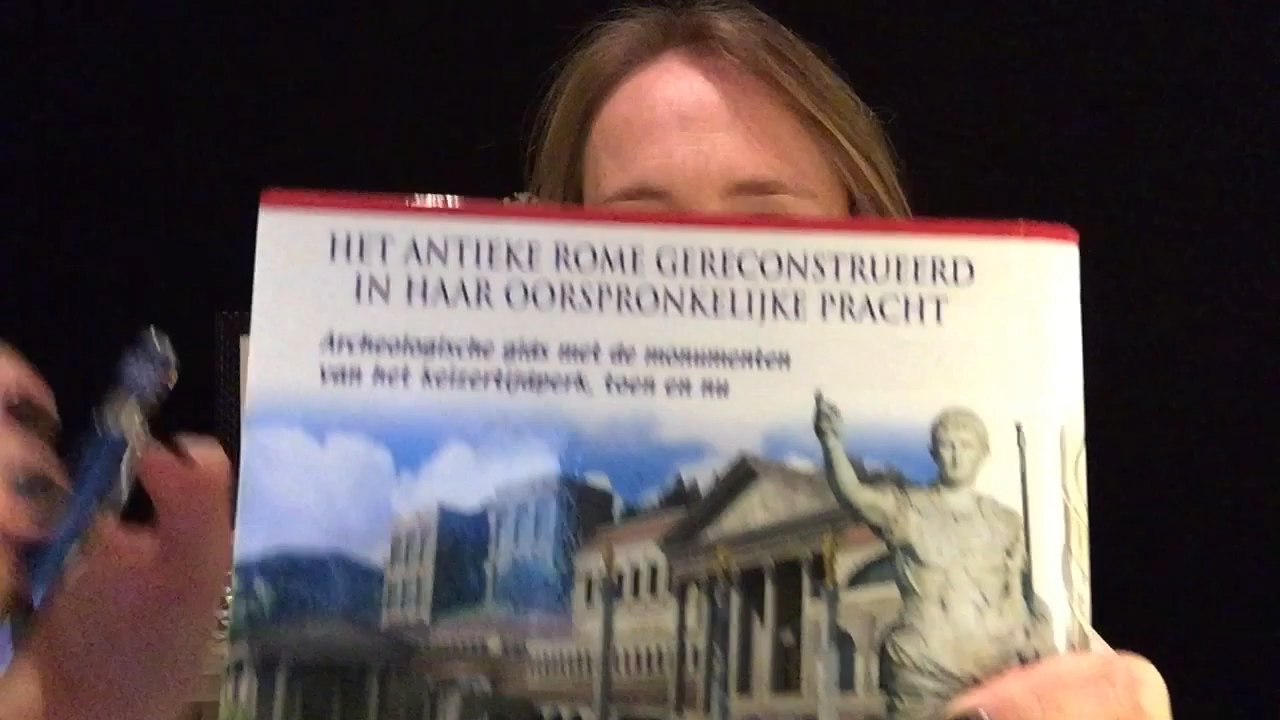 HET ANTIEKE ROME GERECONSTRUEERD
IN HAAR OORSPRONKELIJKE PRACHT
Archeologische gids met de monumenten
van het keizertijdperk, toen en nu